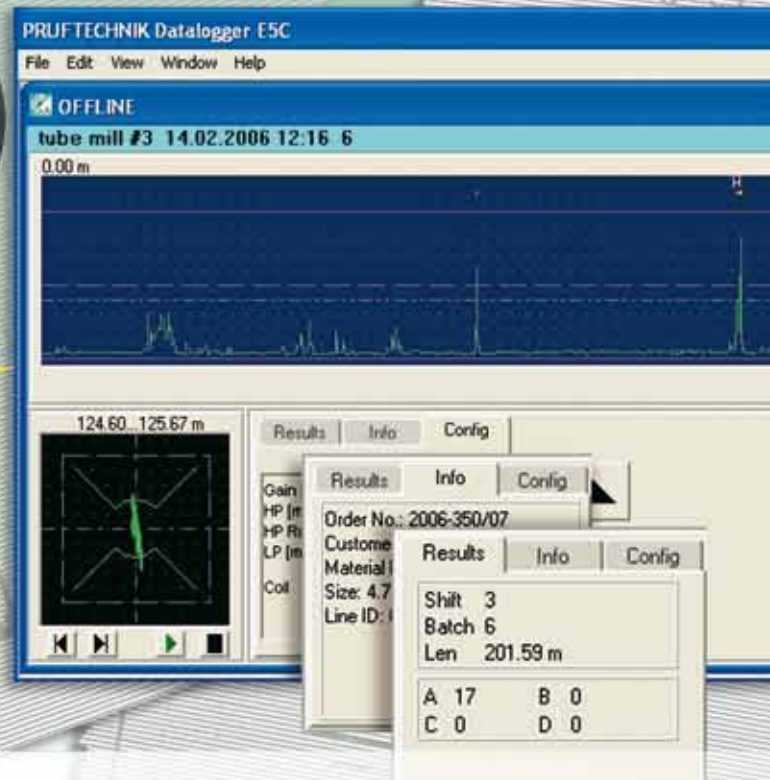 PRUFTECHNIK Datalogger E5C
File Edit View Window Help
OFFLINE
tube mill #3 14.02.2006 12:16 6
0.00 m
H
124.60...125.67 m
Results Info Config
Gain
HP
HP
LP
Coil
Results Info Config
Order No.: 2006-350/07
Material
Size: 4.7
Line ID:
Results Info Config
Shift 3
Batch 6
Len 201.59 m
A 17 B 0
C 0 D 0